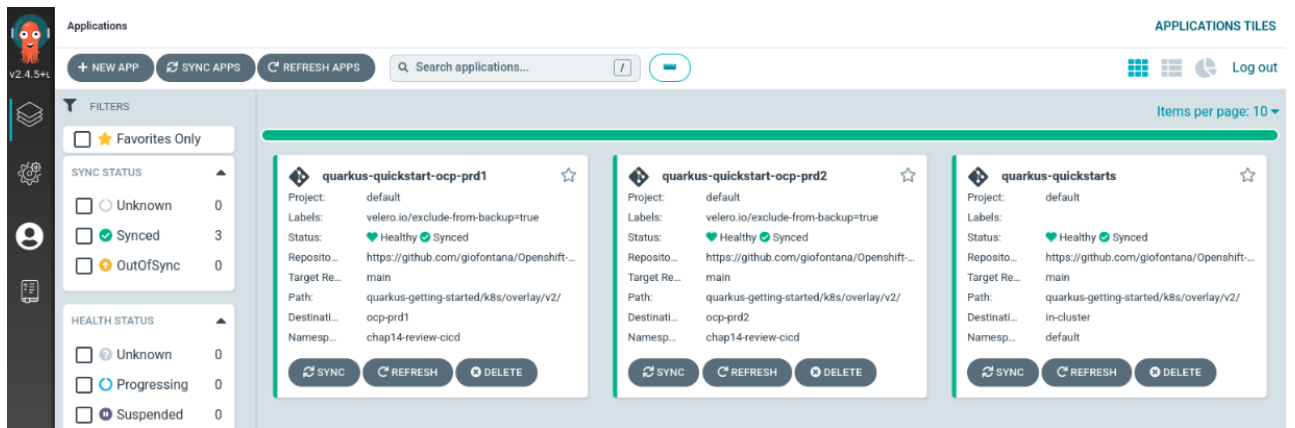 Applications
APPLICATIONS TILES
v2.4.5+
+ NEW APP
SYNC APPS
REFRESH APPS
Search applications...
/
Log out
FILTERS
Favorites Only
SYNC STATUS
Unknown 0
Synced 3
OutOfSync 0
HEALTH STATUS
Unknown 0
Progressing 0
Suspended 0
Items per page: 10
quarkus-quickstart-ocp-prd1
Project: default
Labels: velero.io/exclude-from-backup=true
Status: Healthy Synced
Reposito... https://github.com/giofontana/Openshift-...
Target Re... main
Path: quarkus-getting-started/k8s/overlay/v2/
Destinati... ocp-prd1
Namesp... chap14-review-cicd
SYNC REFRESH DELETE
quarkus-quickstart-ocp-prd2
Project: default
Labels: velero.io/exclude-from-backup=true
Status: Healthy Synced
Reposito... https://github.com/giofontana/Openshift-...
Target Re... main
Path: quarkus-getting-started/k8s/overlay/v2/
Destinati... ocp-prd2
Namesp... chap14-review-cicd
SYNC REFRESH DELETE
quarkus-quickstarts
Project: default
Labels:
Status: Healthy Synced
Reposito... https://github.com/giofontana/Openshift-...
Target Re... main
Path: quarkus-getting-started/k8s/overlay/v2/
Destinati... in-cluster
Namesp... default
SYNC REFRESH DELETE